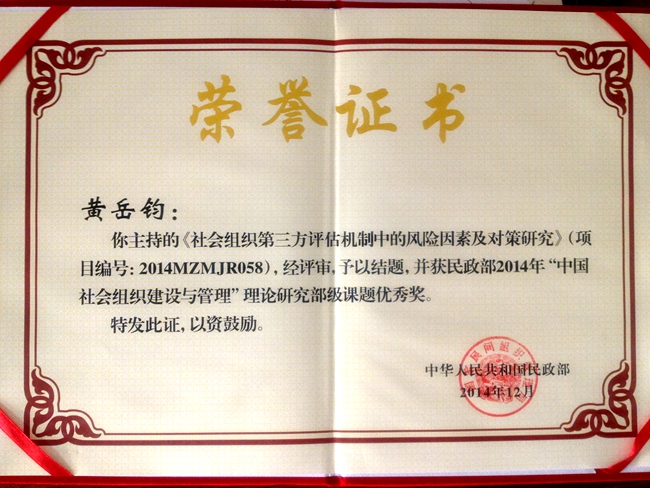 荣誉证书
黄岳钧：
你主持的《社会组织第三方评估机制中的风险因素及对策研究》（项
目编号：2014MZMJR058），经评审，予以结题，并获民政部2014年“中国
社会组织建设与管理”理论研究部级课题优秀奖。
特发此证，以资鼓励。
中华人民共和国民政部
2014年12月